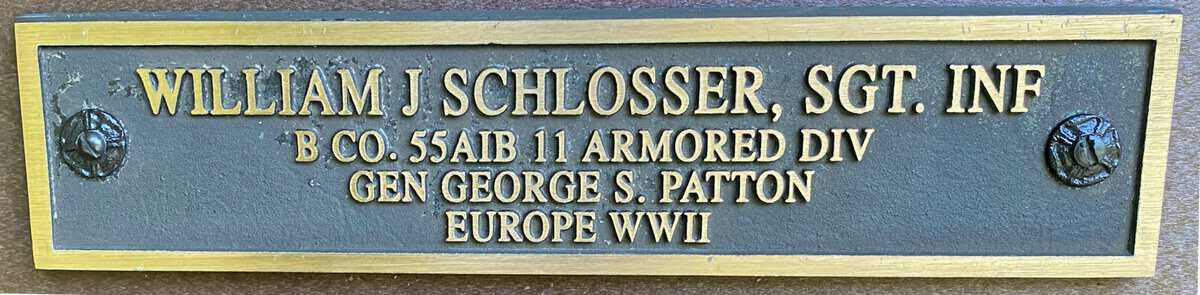 WILLIAM J SCHLOSSER, SGT. INF
B CO. 55AIB 11 ARMORED DIV
GEN GEORGE S. PATTON
EUROPE WWII